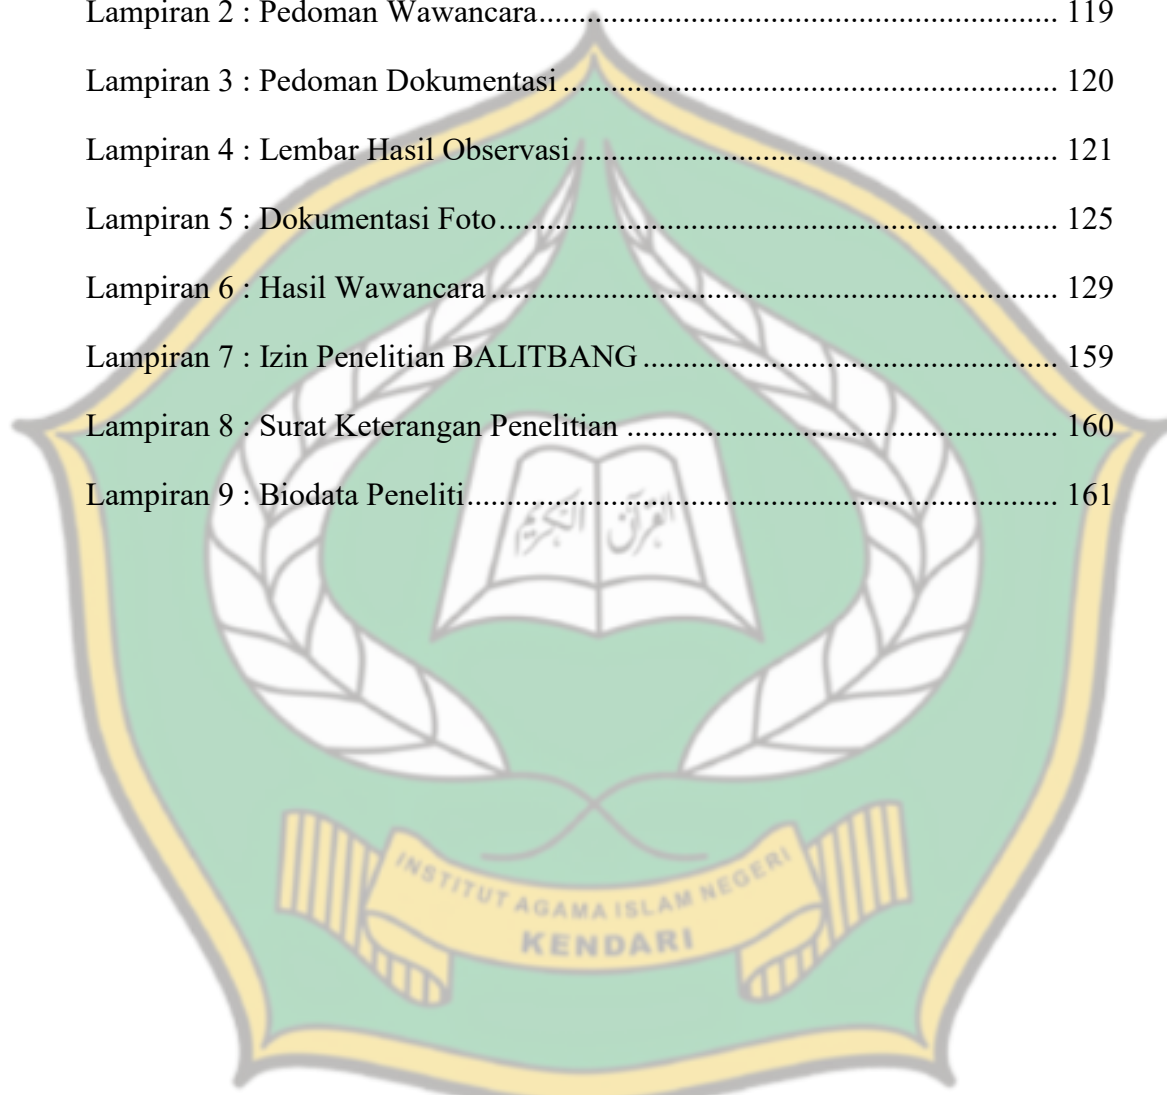 Lampiran 2 : Pedoman Wawancara.......................................................................... 119
Lampiran 3 : Pedoman Dokumentasi ....................................................................... 120
Lampiran 4 : Lembar Hasil Observasi...................................................................... 121
Lampiran 5 : Dokumentasi Foto................................................................................ 125
Lampiran 6 : Hasil Wawancara ................................................................................. 129
Lampiran 7 : Izin Penelitian BALITBANG ........................................................... 159
Lampiran 8 : Surat Keterangan Penelitian ............................................................. 160
Lampiran 9 : Biodata Peneliti.................................................................................... 161
القرآن الكريم
INSTITUT AGAMA ISLAM NEGERI
KENDARI